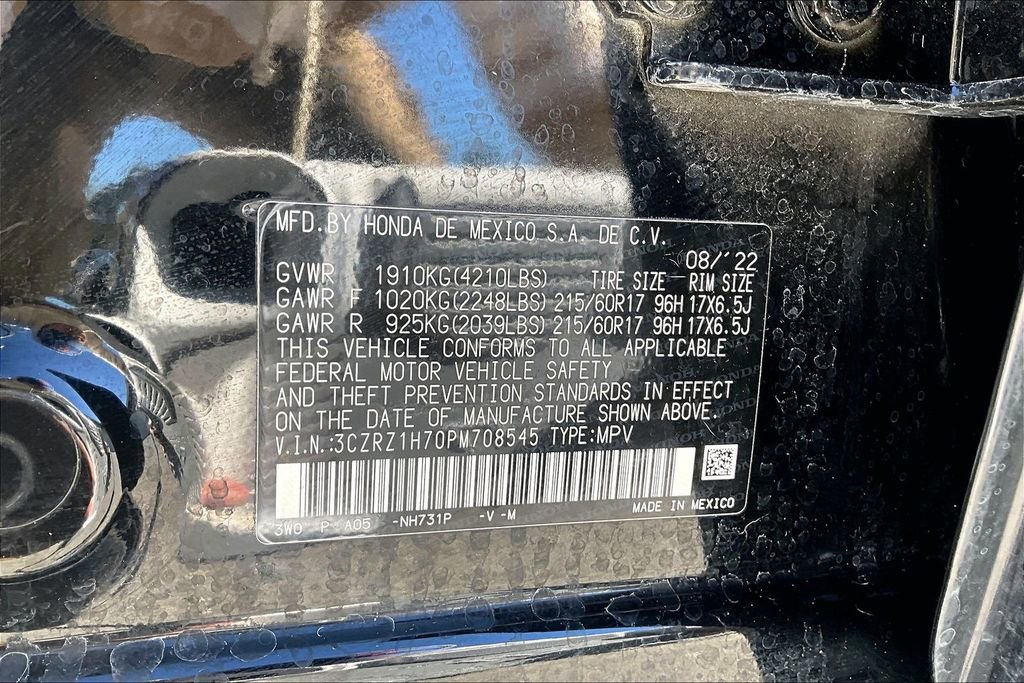 MFD.BY HONDA DE MEXICO S.A. DE C.V.
08/'22
GVWR 1910KG(4210LBS) TIRE SIZE RIM SIZE
GAWR F 1020KG(2248LBS) 215/60R17 96H 17X6.5J
GAWR R 925KG(2039LBS) 215/60R17 96H 17X6.5J
THIS VEHICLE CONFORMS TO ALL APPLICABLE
FEDERAL MOTOR VEHICLE SAFETY
AND THEFT PREVENTION STANDARDS IN EFFECT
ON THE DATE OF MANUFACTURE SHOWN ABOVE.
V.I.N.:3CZRZ1H70PM708545 TYPE:MPV
3W0 P A05 -NH731P -V-M MADE IN MEXICO